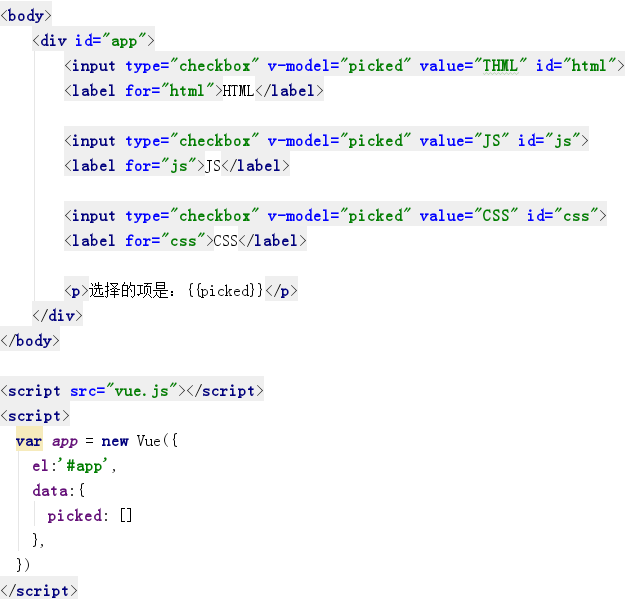 <body>
<div id="app">
<input type="checkbox" v-model="picked" value="THML" id="html">
<label for="html">HTML</label>
<input type="checkbox" v-model="picked" value="JS" id="js">
<label for="js">JS</label>
<input type="checkbox" v-model="picked" value="CSS" id="css">
<label for="css">CSS</label>
<p>选择的项是：{{picked}}</p>
</div>
</body>
<script src="vue.js"></script>
<script>
var app = new Vue({
el:'#app',
data:{
picked: []
},
})
</script>